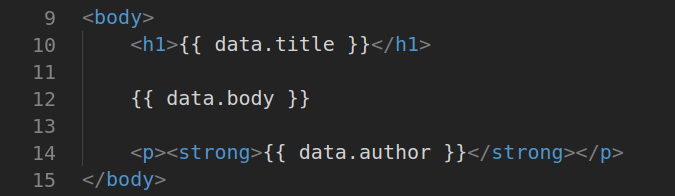 9 <body>
10 <h1>{{ data.title }}</h1>
11
12 {{ data.body }}
13
14 <p><strong>{{ data.author }}</strong></p>
15 </body>